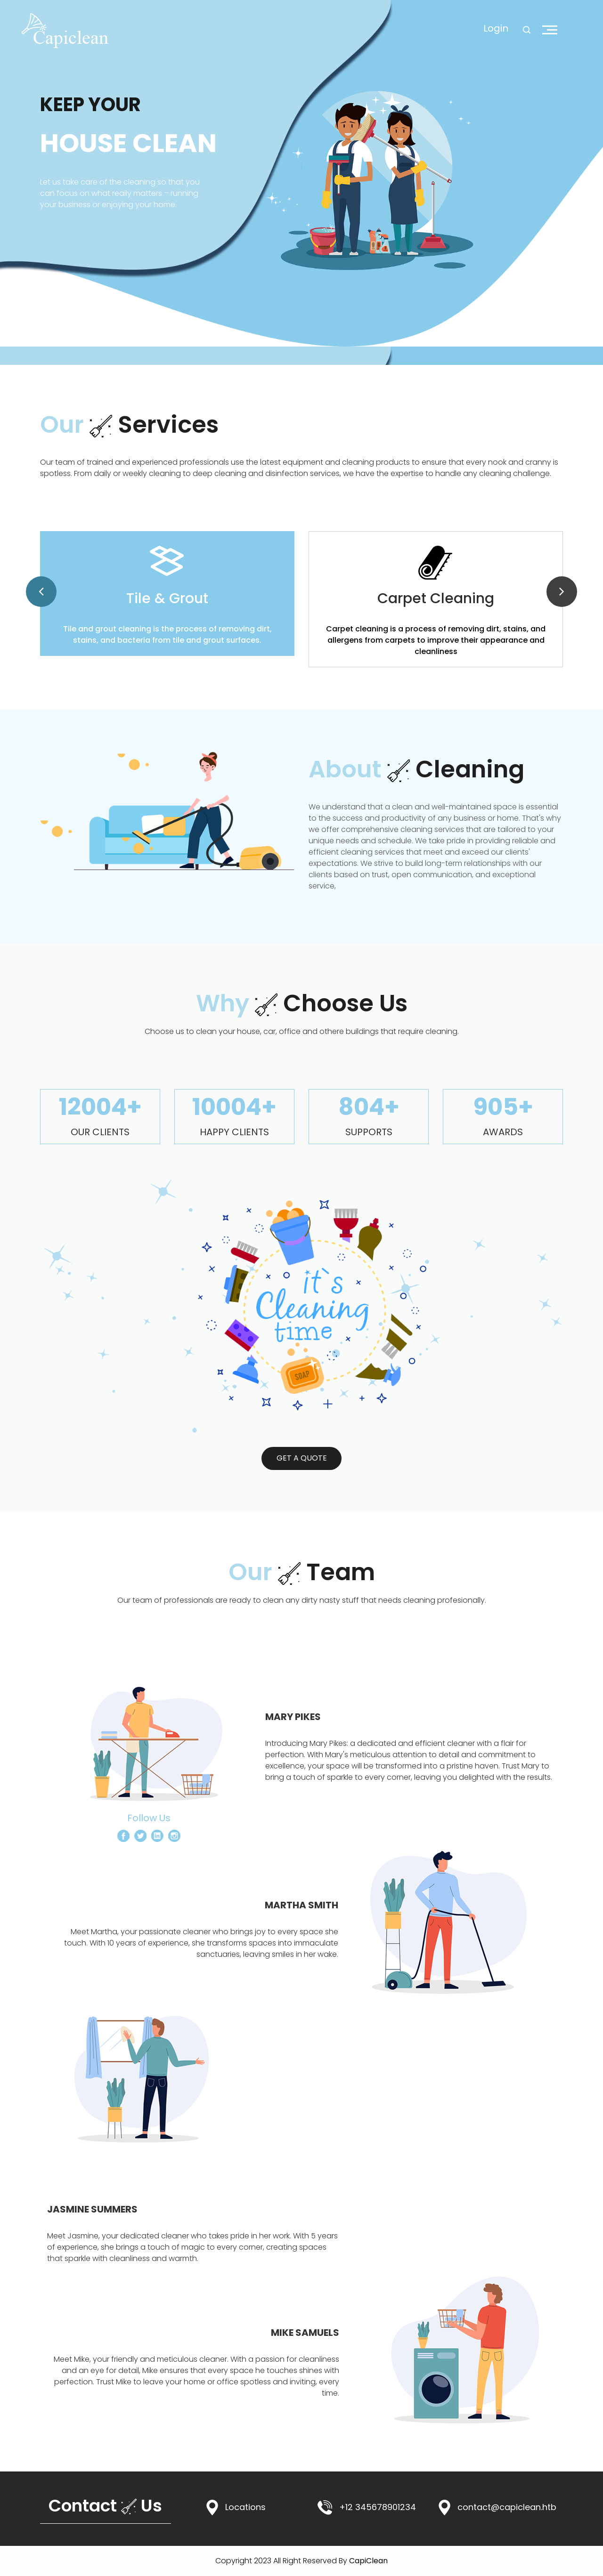 Capiclean
Login
KEEP YOUR
HOUSE CLEAN
Let us take care of the cleaning so that you
can focus on what really matters – running
your business or enjoying your home.
Our Services
Our team of trained and experienced professionals use the latest equipment and cleaning products to ensure that every nook and cranny is
spotless. From daily or weekly cleaning to deep cleaning and disinfection services, we have the expertise to handle any cleaning challenge.
Tile & Grout
Tile and grout cleaning is the process of removing dirt,
stains, and bacteria from tile and grout surfaces.
Carpet Cleaning
Carpet cleaning is a process of removing dirt, stains, and
allergens from carpets to improve their appearance and
cleanliness
About Cleaning
We understand that a clean and well-maintained space is essential
to the success and productivity of any business or home. That's why
we offer comprehensive cleaning services that are tailored to your
unique needs and schedule. We take pride in providing reliable and
efficient cleaning services that meet and exceed our clients'
expectations. We strive to build long-term relationships with our
clients based on trust, open communication, and exceptional
service,
Why Choose Us
Choose us to clean your house, car, office and othere buildings that require cleaning.
12004+
OUR CLIENTS
10004+
HAPPY CLIENTS
804+
SUPPORTS
905+
AWARDS
it`s
Cleaning
time
SOAP
GET A QUOTE
Our Team
Our team of professionals are ready to clean any dirty nasty stuff that needs cleaning profesionally.
MARY PIKES
Introducing Mary Pikes: a dedicated and efficient cleaner with a flair for
perfection. With Mary's meticulous attention to detail and commitment to
excellence, your space will be transformed into a pristine haven. Trust Mary to
bring a touch of sparkle to every corner, leaving you delighted with the results.
Follow Us
MARTHA SMITH
Meet Martha, your passionate cleaner who brings joy to every space she
touch. With 10 years of experience, she transforms spaces into immaculate
sanctuaries, leaving smiles in her wake.
JASMINE SUMMERS
Meet Jasmine, your dedicated cleaner who takes pride in her work. With 5 years
of experience, she brings a touch of magic to every corner, creating spaces
that sparkle with cleanliness and warmth.
MIKE SAMUELS
Meet Mike, your friendly and meticulous cleaner. With a passion for cleanliness
and an eye for detail, Mike ensures that every space he touches shines with
perfection. Trust Mike to leave your home or office spotless and inviting, every
time.
Contact Us
Locations
+12 345678901234
contact@capiclean.htb
Copyright 2023 All Right Reserved By CapiClean